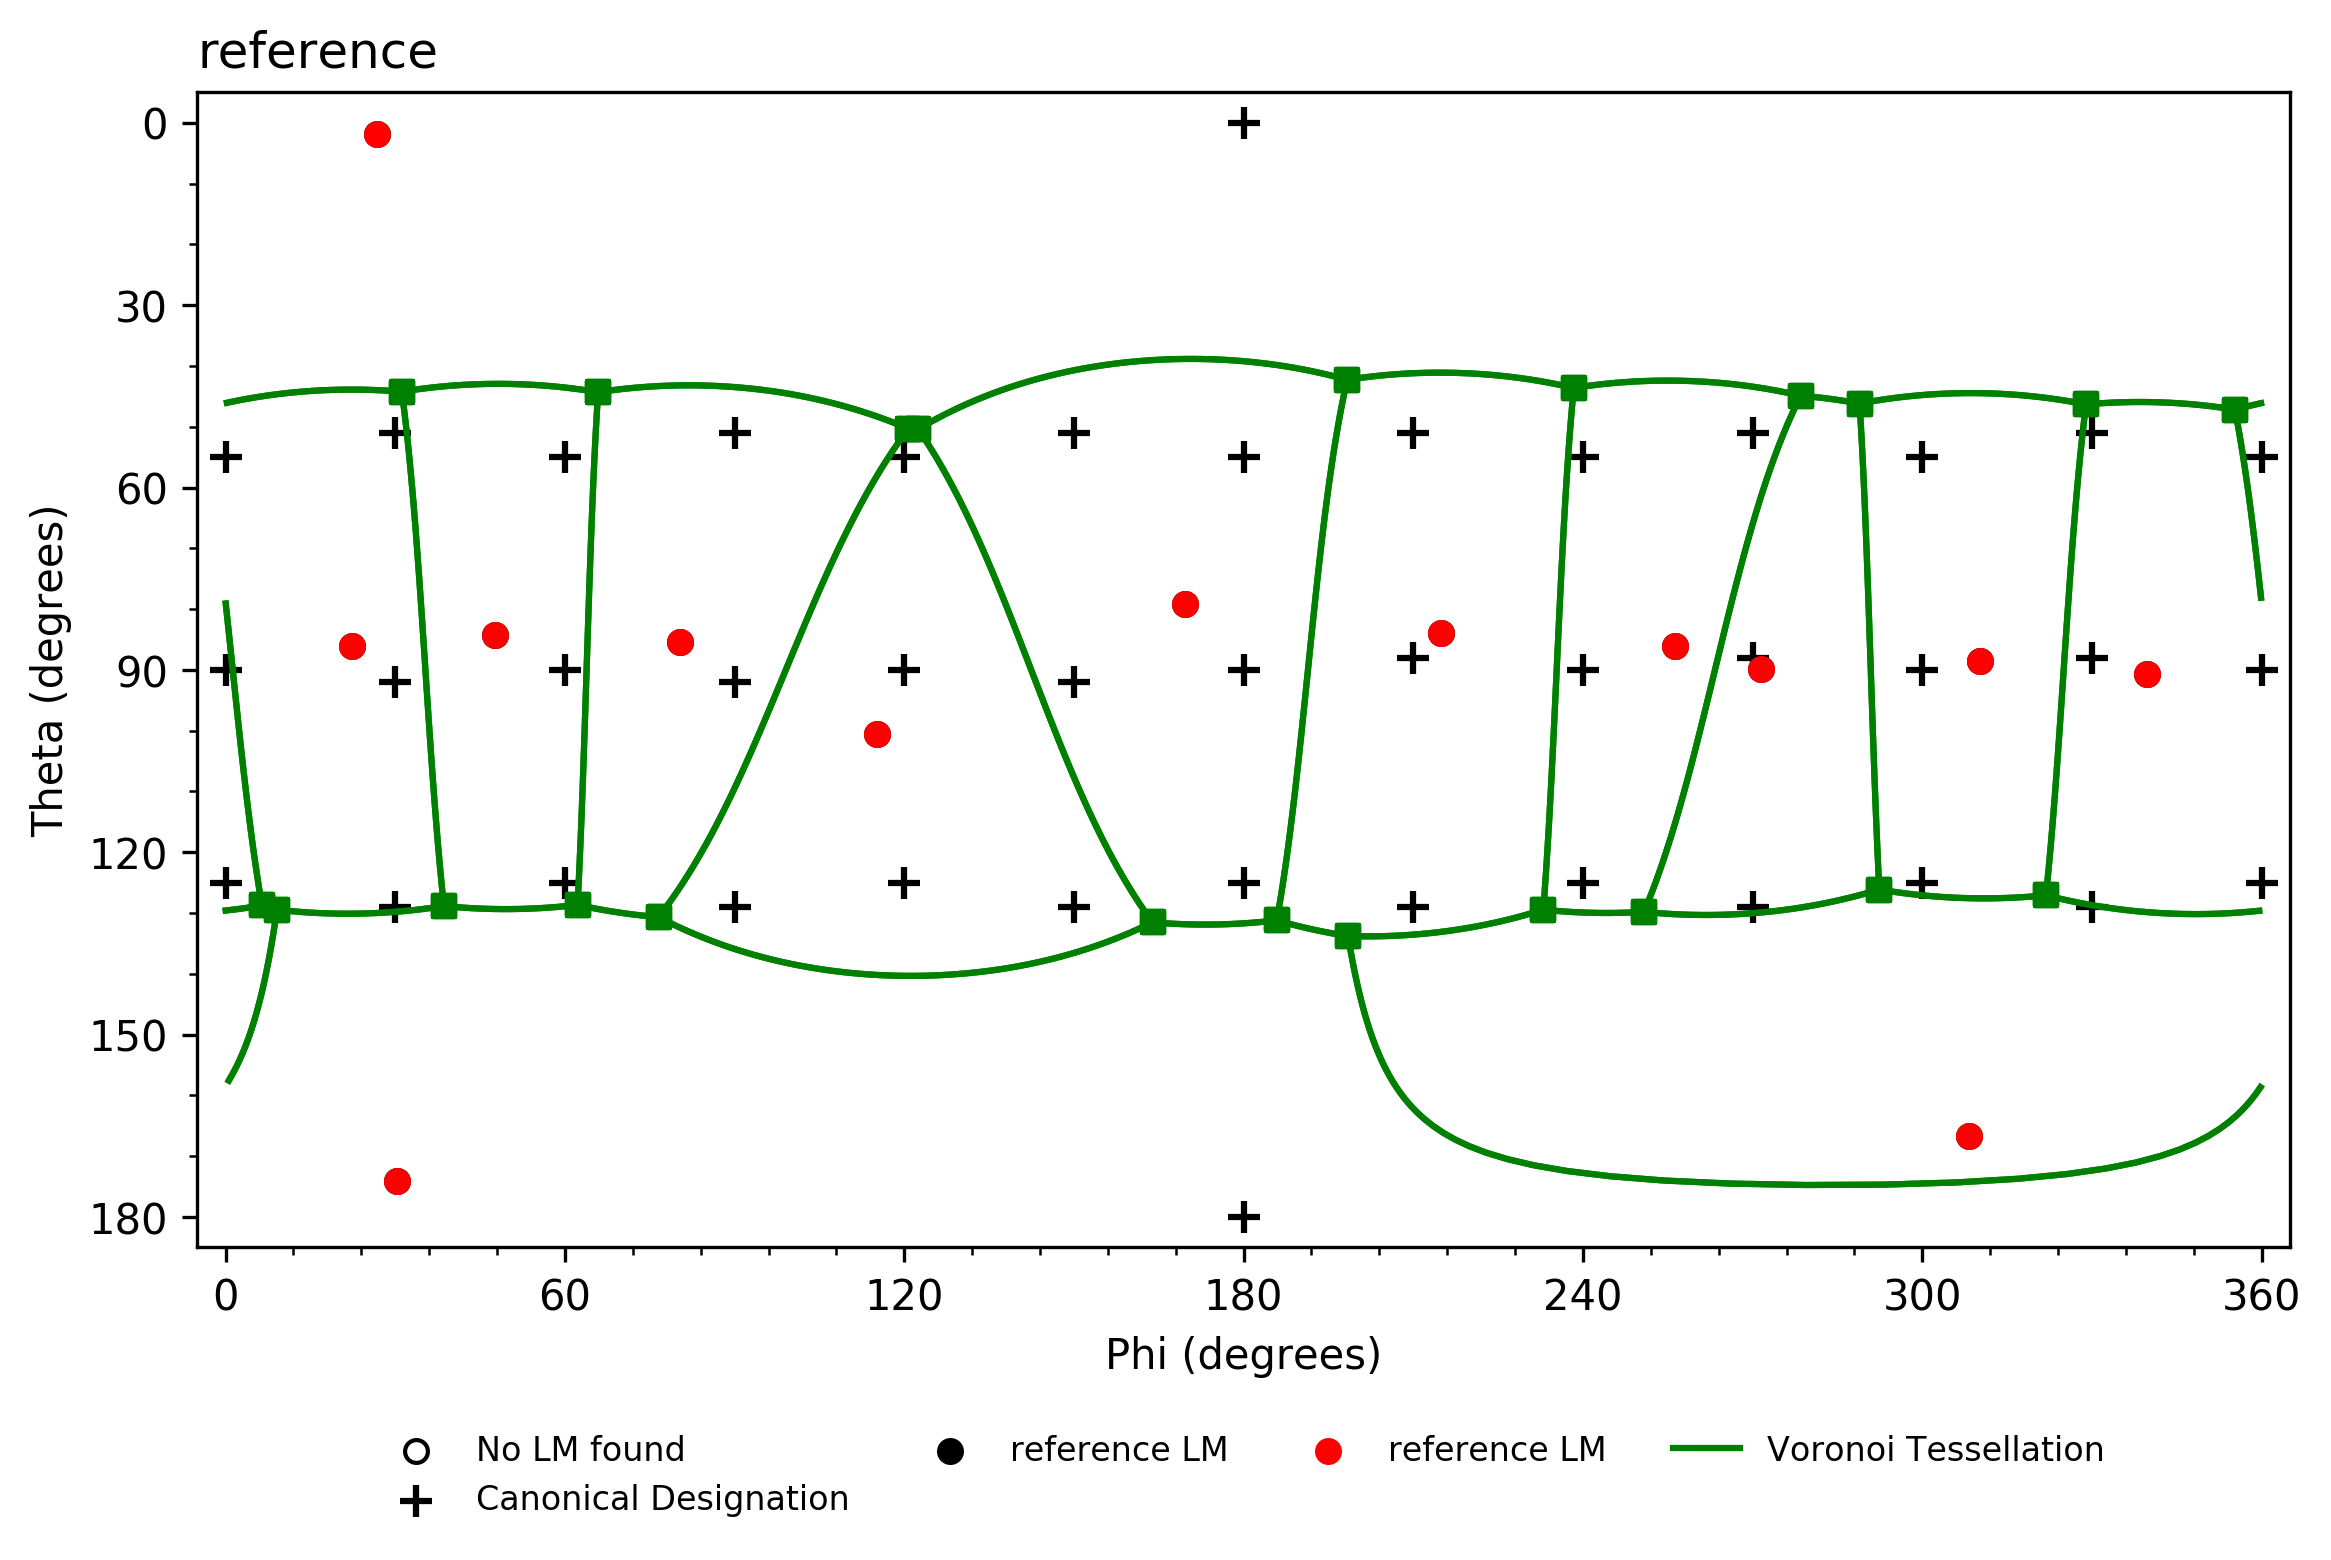 reference
0
30
60
90
120
150
180
Theta (degrees)
0 60 120 180 240 300 360
Phi (degrees)
No LM found reference LM reference LM Voronoi Tessellation
Canonical Designation